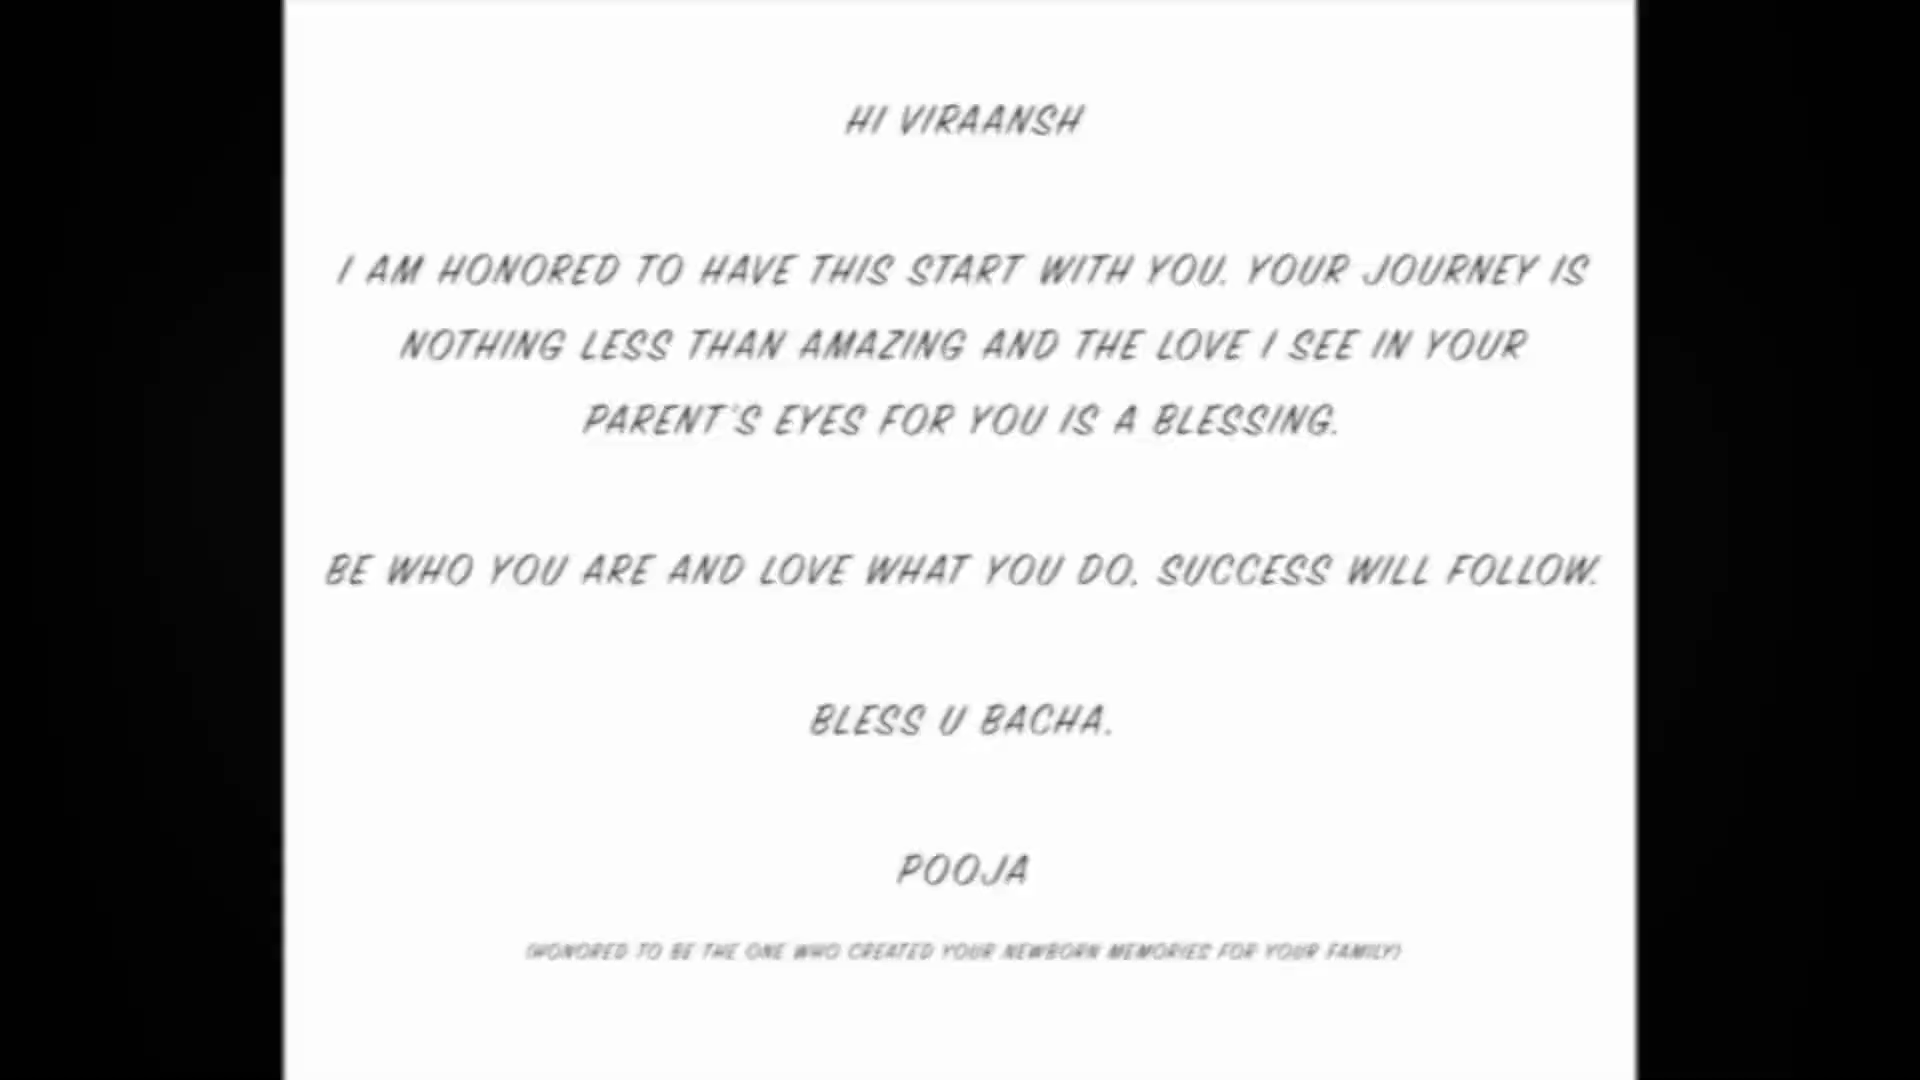 HI VIRAANSH
I AM HONORED TO HAVE THIS START WITH YOU. YOUR JOURNEY IS
NOTHING LESS THAN AMAZING AND THE LOVE I SEE IN YOUR
PARENT'S EYES FOR YOU IS A BLESSING.
BE WHO YOU ARE AND LOVE WHAT YOU DO. SUCCESS WILL FOLLOW.
BLESS U BACHA.
POOJA
(HONORED TO BE THE ONE WHO CREATED YOUR NEWBORN MEMORIES FOR YOUR FAMILY)